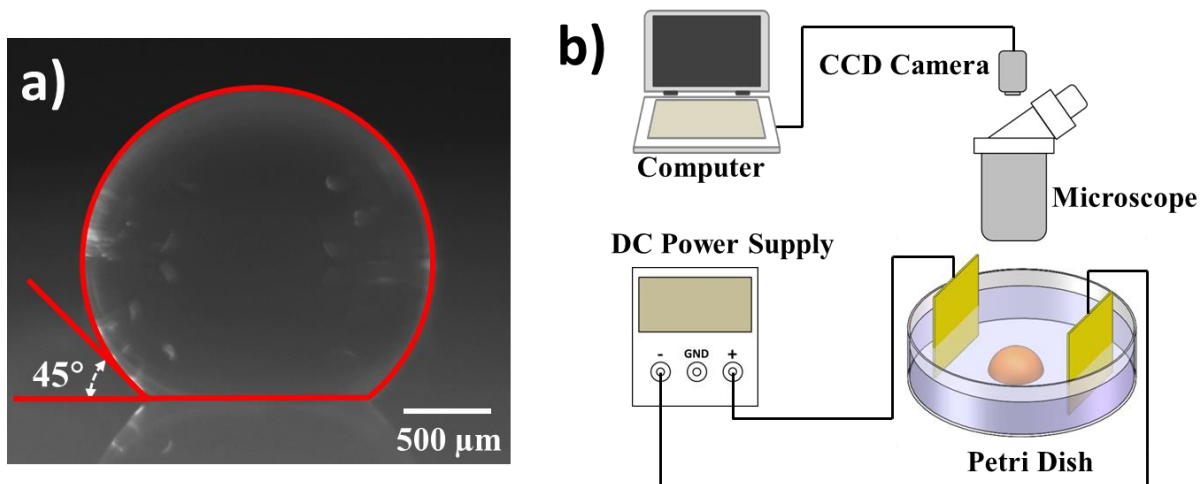 a)
45°
500 μm
b)
CCD Camera
Computer
Microscope
DC Power Supply
- GND +
Petri Dish